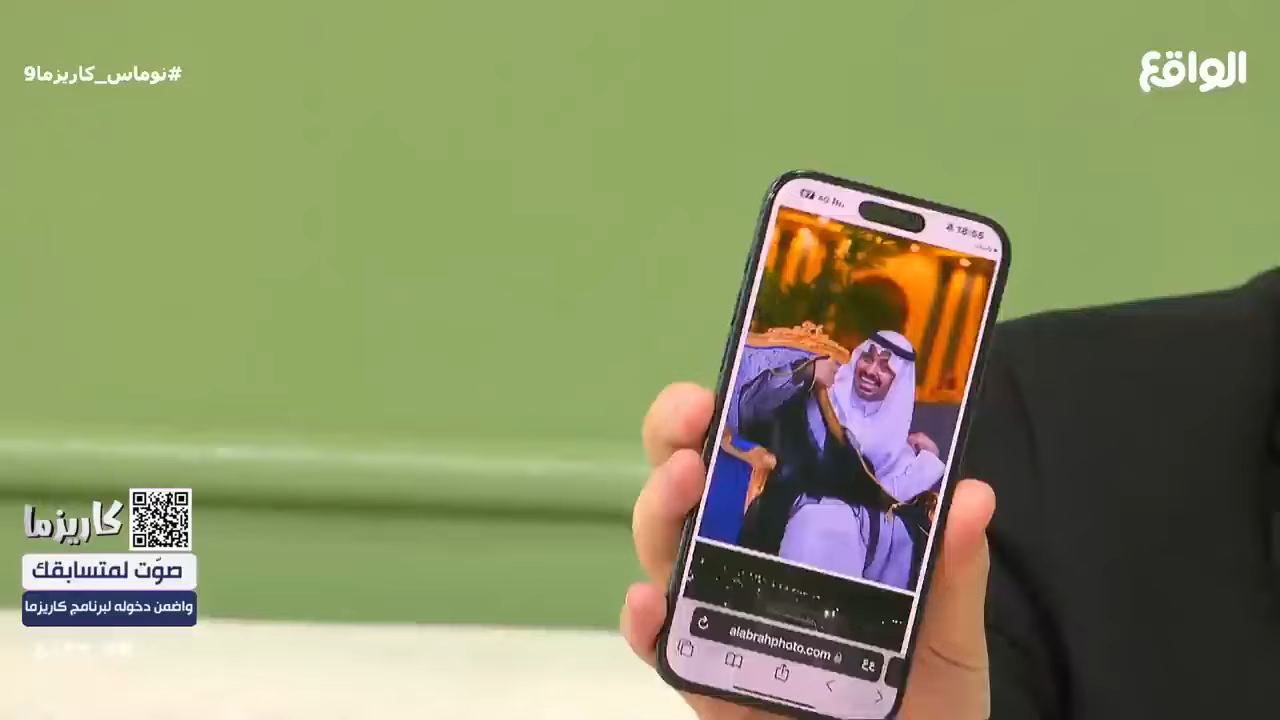 #نوماس_كاريزما9
الواقع
كاريزما
صوّت لمتسابقك
واضمن دخوله لبرنامج كاريزما
alabrahphoto.com